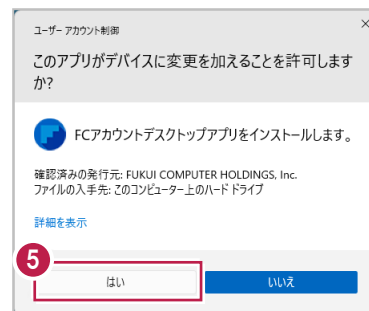 ユーザー アカウント制御
×
このアプリがデバイスに変更を加えることを許可します
か?
FCアカウントデスクトップアプリをインストールします。
確認済みの発行元: FUKUI COMPUTER HOLDINGS, Inc.
ファイルの入手先: このコンピューター上のハード ドライブ
詳細を表示
5
はい
いいえ